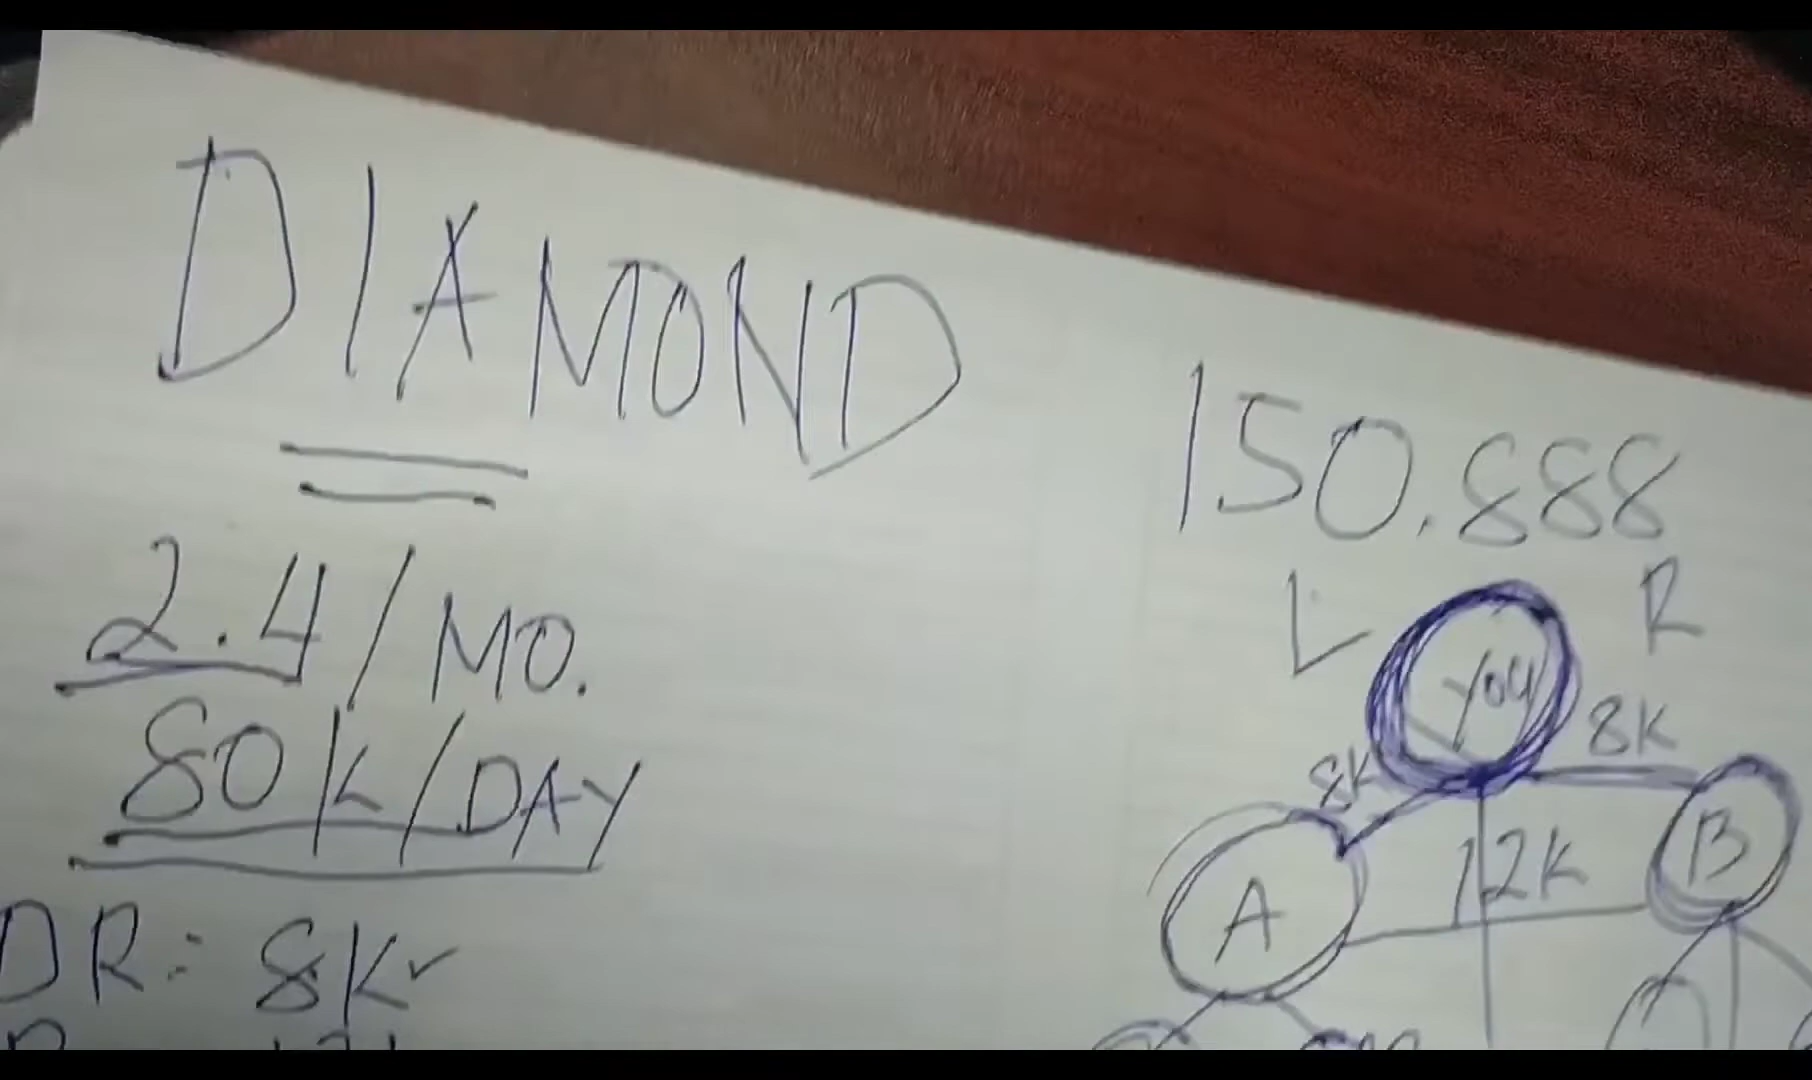 DIAMOND
2.4/MO.
80K/DAY
DR: 8K✓
150.888
L R
YOU
8K 8K
A 12K B